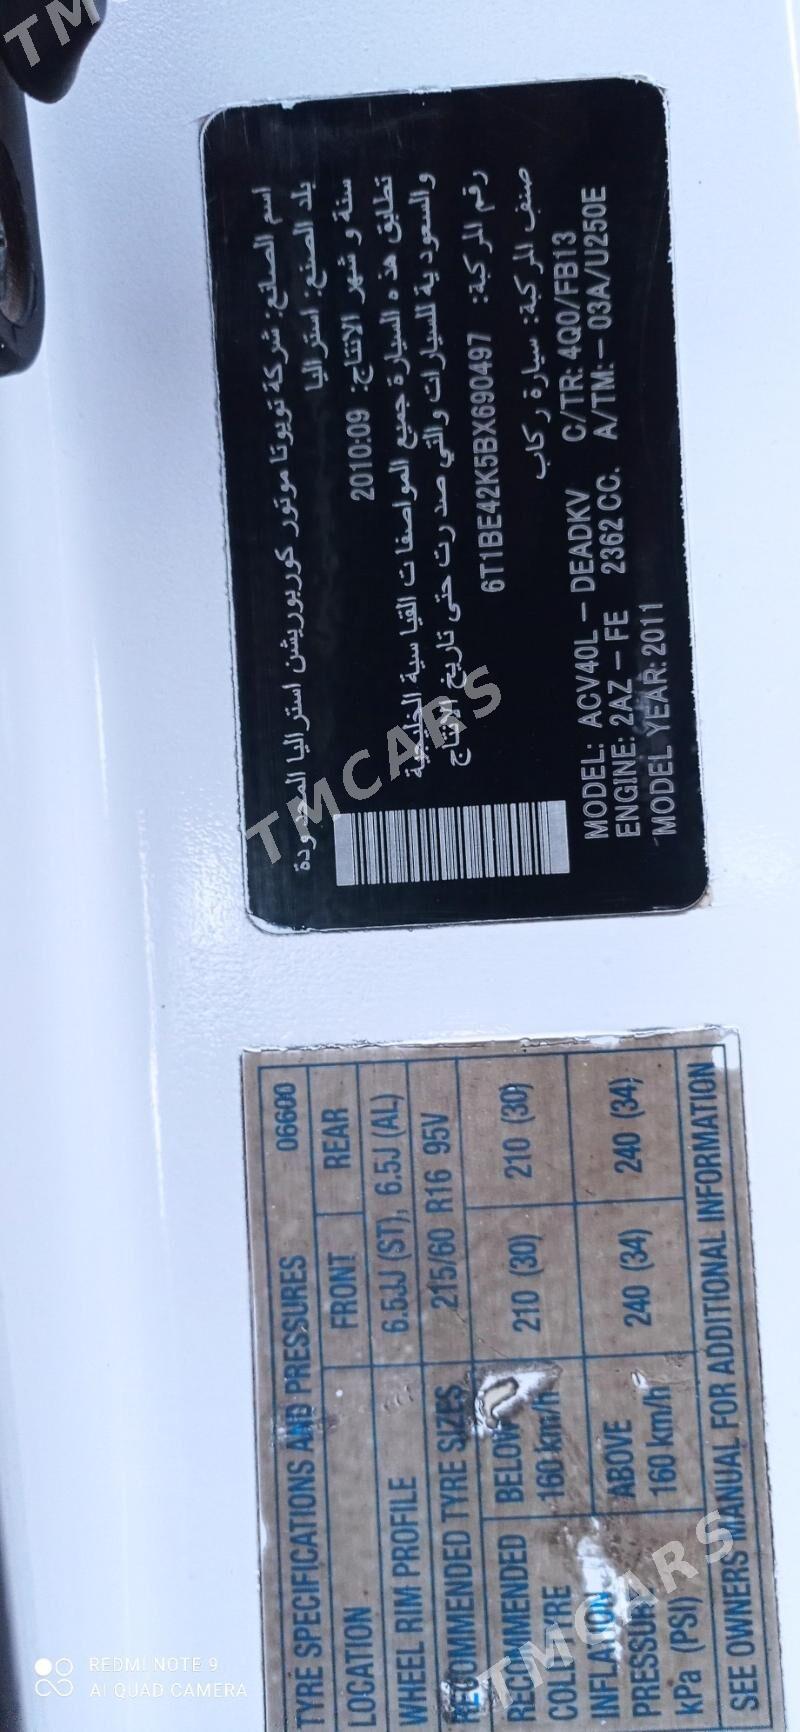 اسم الصانع: شركة تويوتا موتور كوربوريشن استراليا المحدودة
بلد الصنع: استراليا
سنة و شهر الانتاج: 2010:09
تطابق هذه السيارة جميع المواصفات القياسية الخليجية
والسعودية للسيارات والتي صدرت حتى تاريخ الإنتاج
رقم المركبة: 6T1BE42K5BX690497
صنف المركبة: سيارة ركاب
MODEL: ACV40L – DEADKV C/TR: 4Q0/FB13
ENGINE: 2AZ – FE 2362 CC. A/TM: – 03A/U250E
MODEL YEAR: 2011
TYRE SPECIFICATIONS AND PRESSURES 06600
LOCATION FRONT REAR
WHEEL RIM PROFILE 6.5JJ (ST), 6.5J (AL)
RECOMMENDED TYRE SIZES 215/60 R16 95V
RECOMMENDED BELOW 210 (30) 210 (30)
COLD TYRE 160 km/h
INFLATION ABOVE 240 (34) 240 (34)
PRESSURE 160 km/h
kPa (PSI)
SEE OWNERS MANUAL FOR ADDITIONAL INFORMATION
TMCARS
TMCARS
REDMI NOTE 9
AI QUAD CAMERA